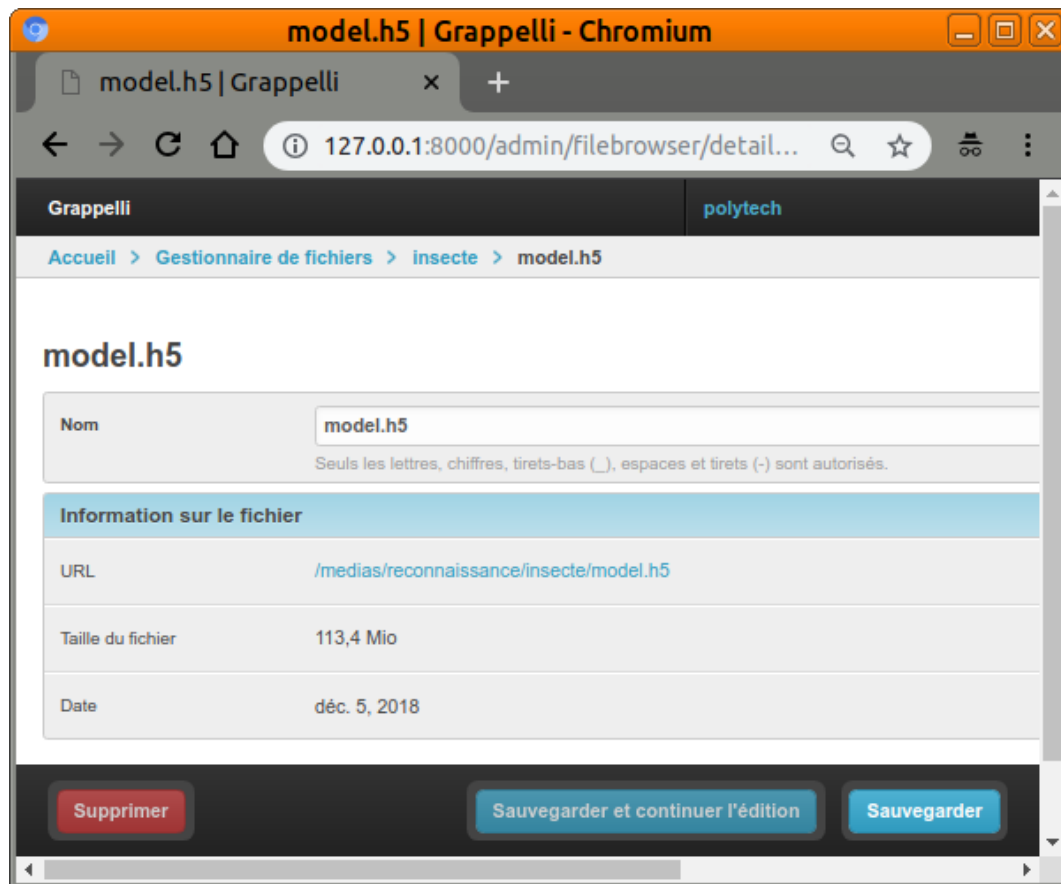 model.h5 | Grappelli - Chromium
model.h5 | Grappelli
127.0.0.1:8000/admin/filebrowser/detail...
Grappelli polytech
Accueil > Gestionnaire de fichiers > insecte > model.h5
model.h5
Nom model.h5
Seuls les lettres, chiffres, tirets-bas (_), espaces et tirets (-) sont autorisés.
Information sur le fichier
URL /medias/reconnaissance/insecte/model.h5
Taille du fichier 113,4 Mio
Date déc. 5, 2018
Supprimer Sauvegarder et continuer l'édition Sauvegarder